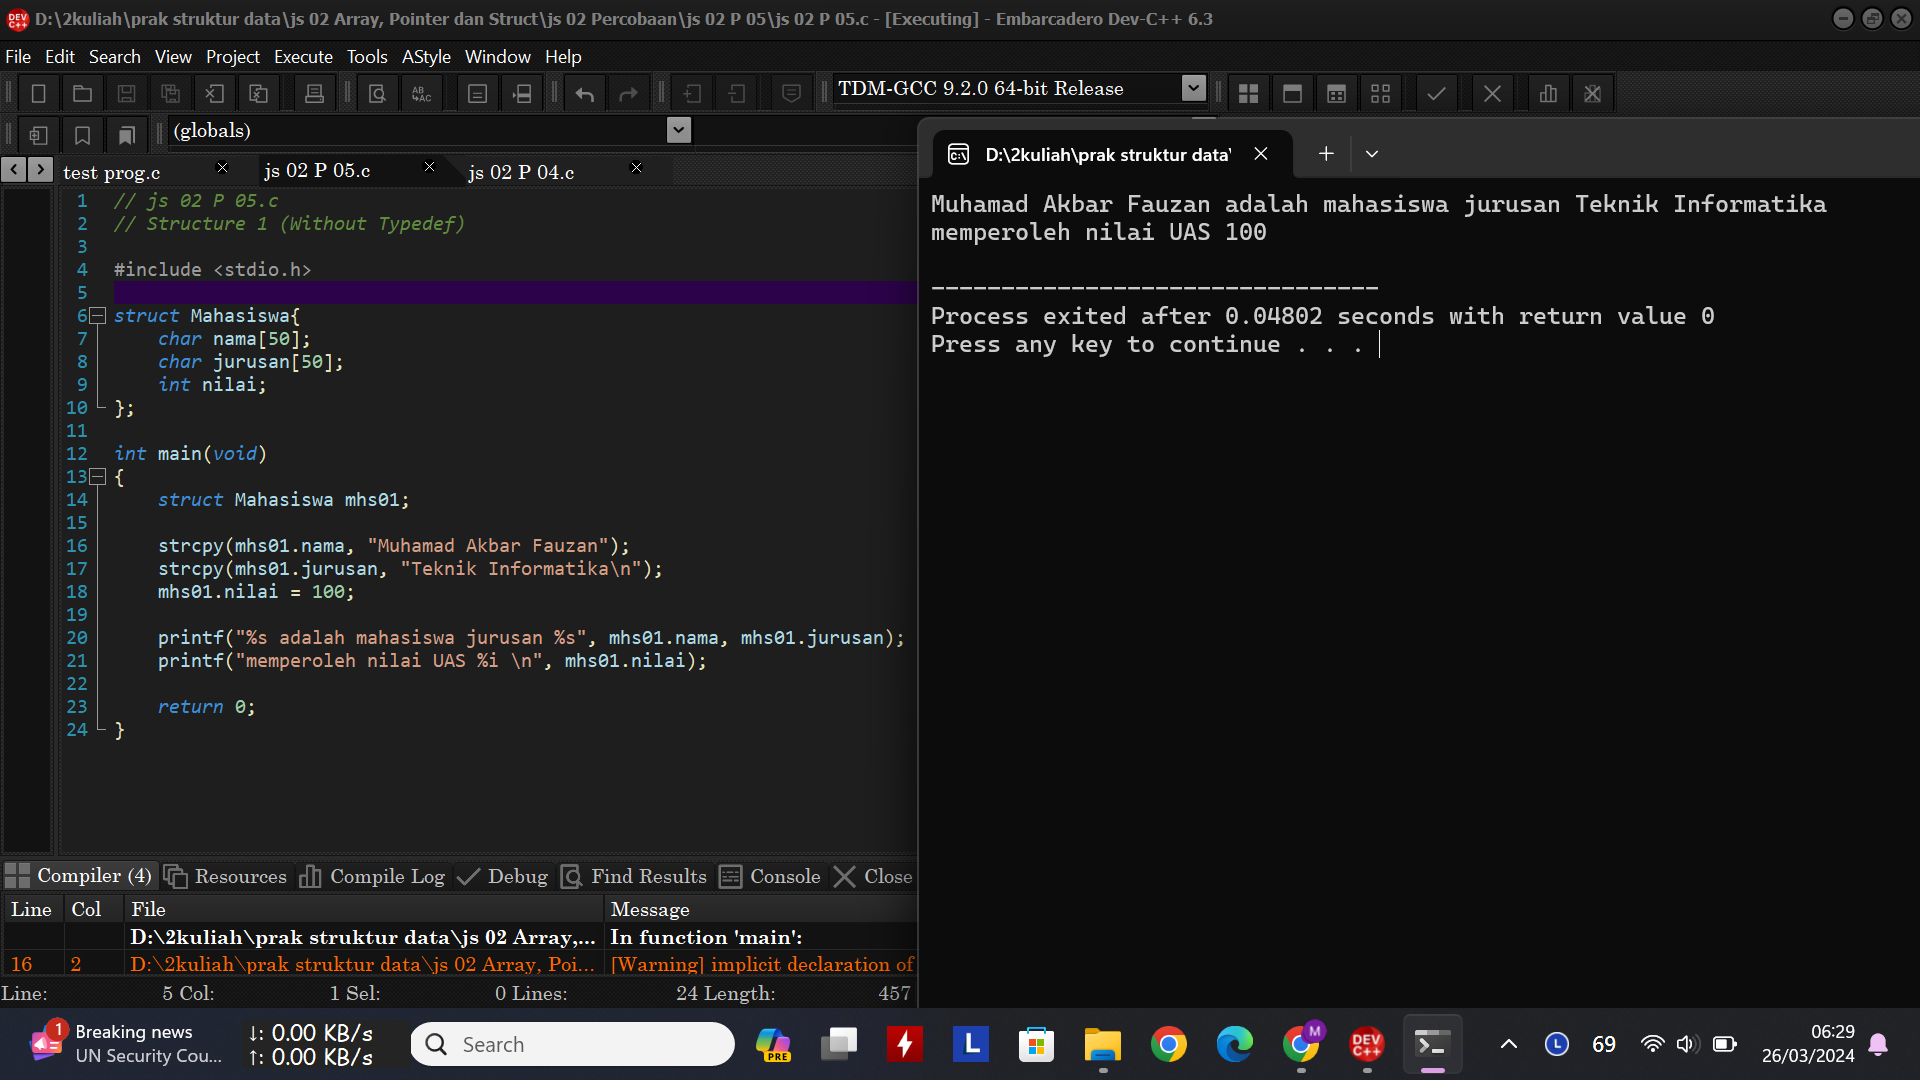 D:\2kuliah\prak struktur data\js 02 Array, Pointer dan Struct\js 02 Percobaan\js 02 P 05\js 02 P 05.c - [Executing] - Embarcadero Dev-C++ 6.3
File Edit Search View Project Execute Tools AStyle Window Help
TDM-GCC 9.2.0 64-bit Release
(globals)
test prog.c js 02 P 05.c js 02 P 04.c
1 // js 02 P 05.c
2 // Structure 1 (Without Typedef)
3
4 #include <stdio.h>
5
6 struct Mahasiswa{
7 char nama[50];
8 char jurusan[50];
9 int nilai;
10 };
11
12 int main(void)
13 {
14 struct Mahasiswa mhs01;
15
16 strcpy(mhs01.nama, "Muhamad Akbar Fauzan");
17 strcpy(mhs01.jurusan, "Teknik Informatika\n");
18 mhs01.nilai = 100;
19
20 printf("%s adalah mahasiswa jurusan %s", mhs01.nama, mhs01.jurusan);
21 printf("memperoleh nilai UAS %i \n", mhs01.nilai);
22
23 return 0;
24 }
D:\2kuliah\prak struktur data\
Muhamad Akbar Fauzan adalah mahasiswa jurusan Teknik Informatika
memperoleh nilai UAS 100
--------------------------------
Process exited after 0.04802 seconds with return value 0
Press any key to continue . . .
Compiler (4) Resources Compile Log Debug Find Results Console Close
Line Col File Message
D:\2kuliah\prak struktur data\js 02 Array,... In function 'main':
16 2 D:\2kuliah\prak struktur data\js 02 Array, Poi... [Warning] implicit declaration of
Line: 5 Col: 1 Sel: 0 Lines: 24 Length: 457
1 Breaking news
UN Security Cou...
↓: 0.00 KB/s
↑: 0.00 KB/s
Search
PRE
L
M
DEV C++
L
69
06:29
26/03/2024